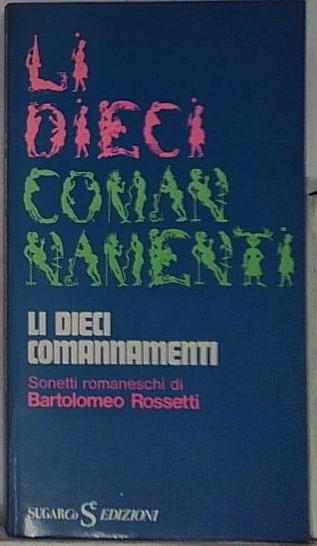 LI
DIECI
COMAN
NAMENTI
LI DIECI
COMANNAMENTI
Sonetti romaneschi di
Bartolomeo Rossetti
SUGARCo S EDIZIONI